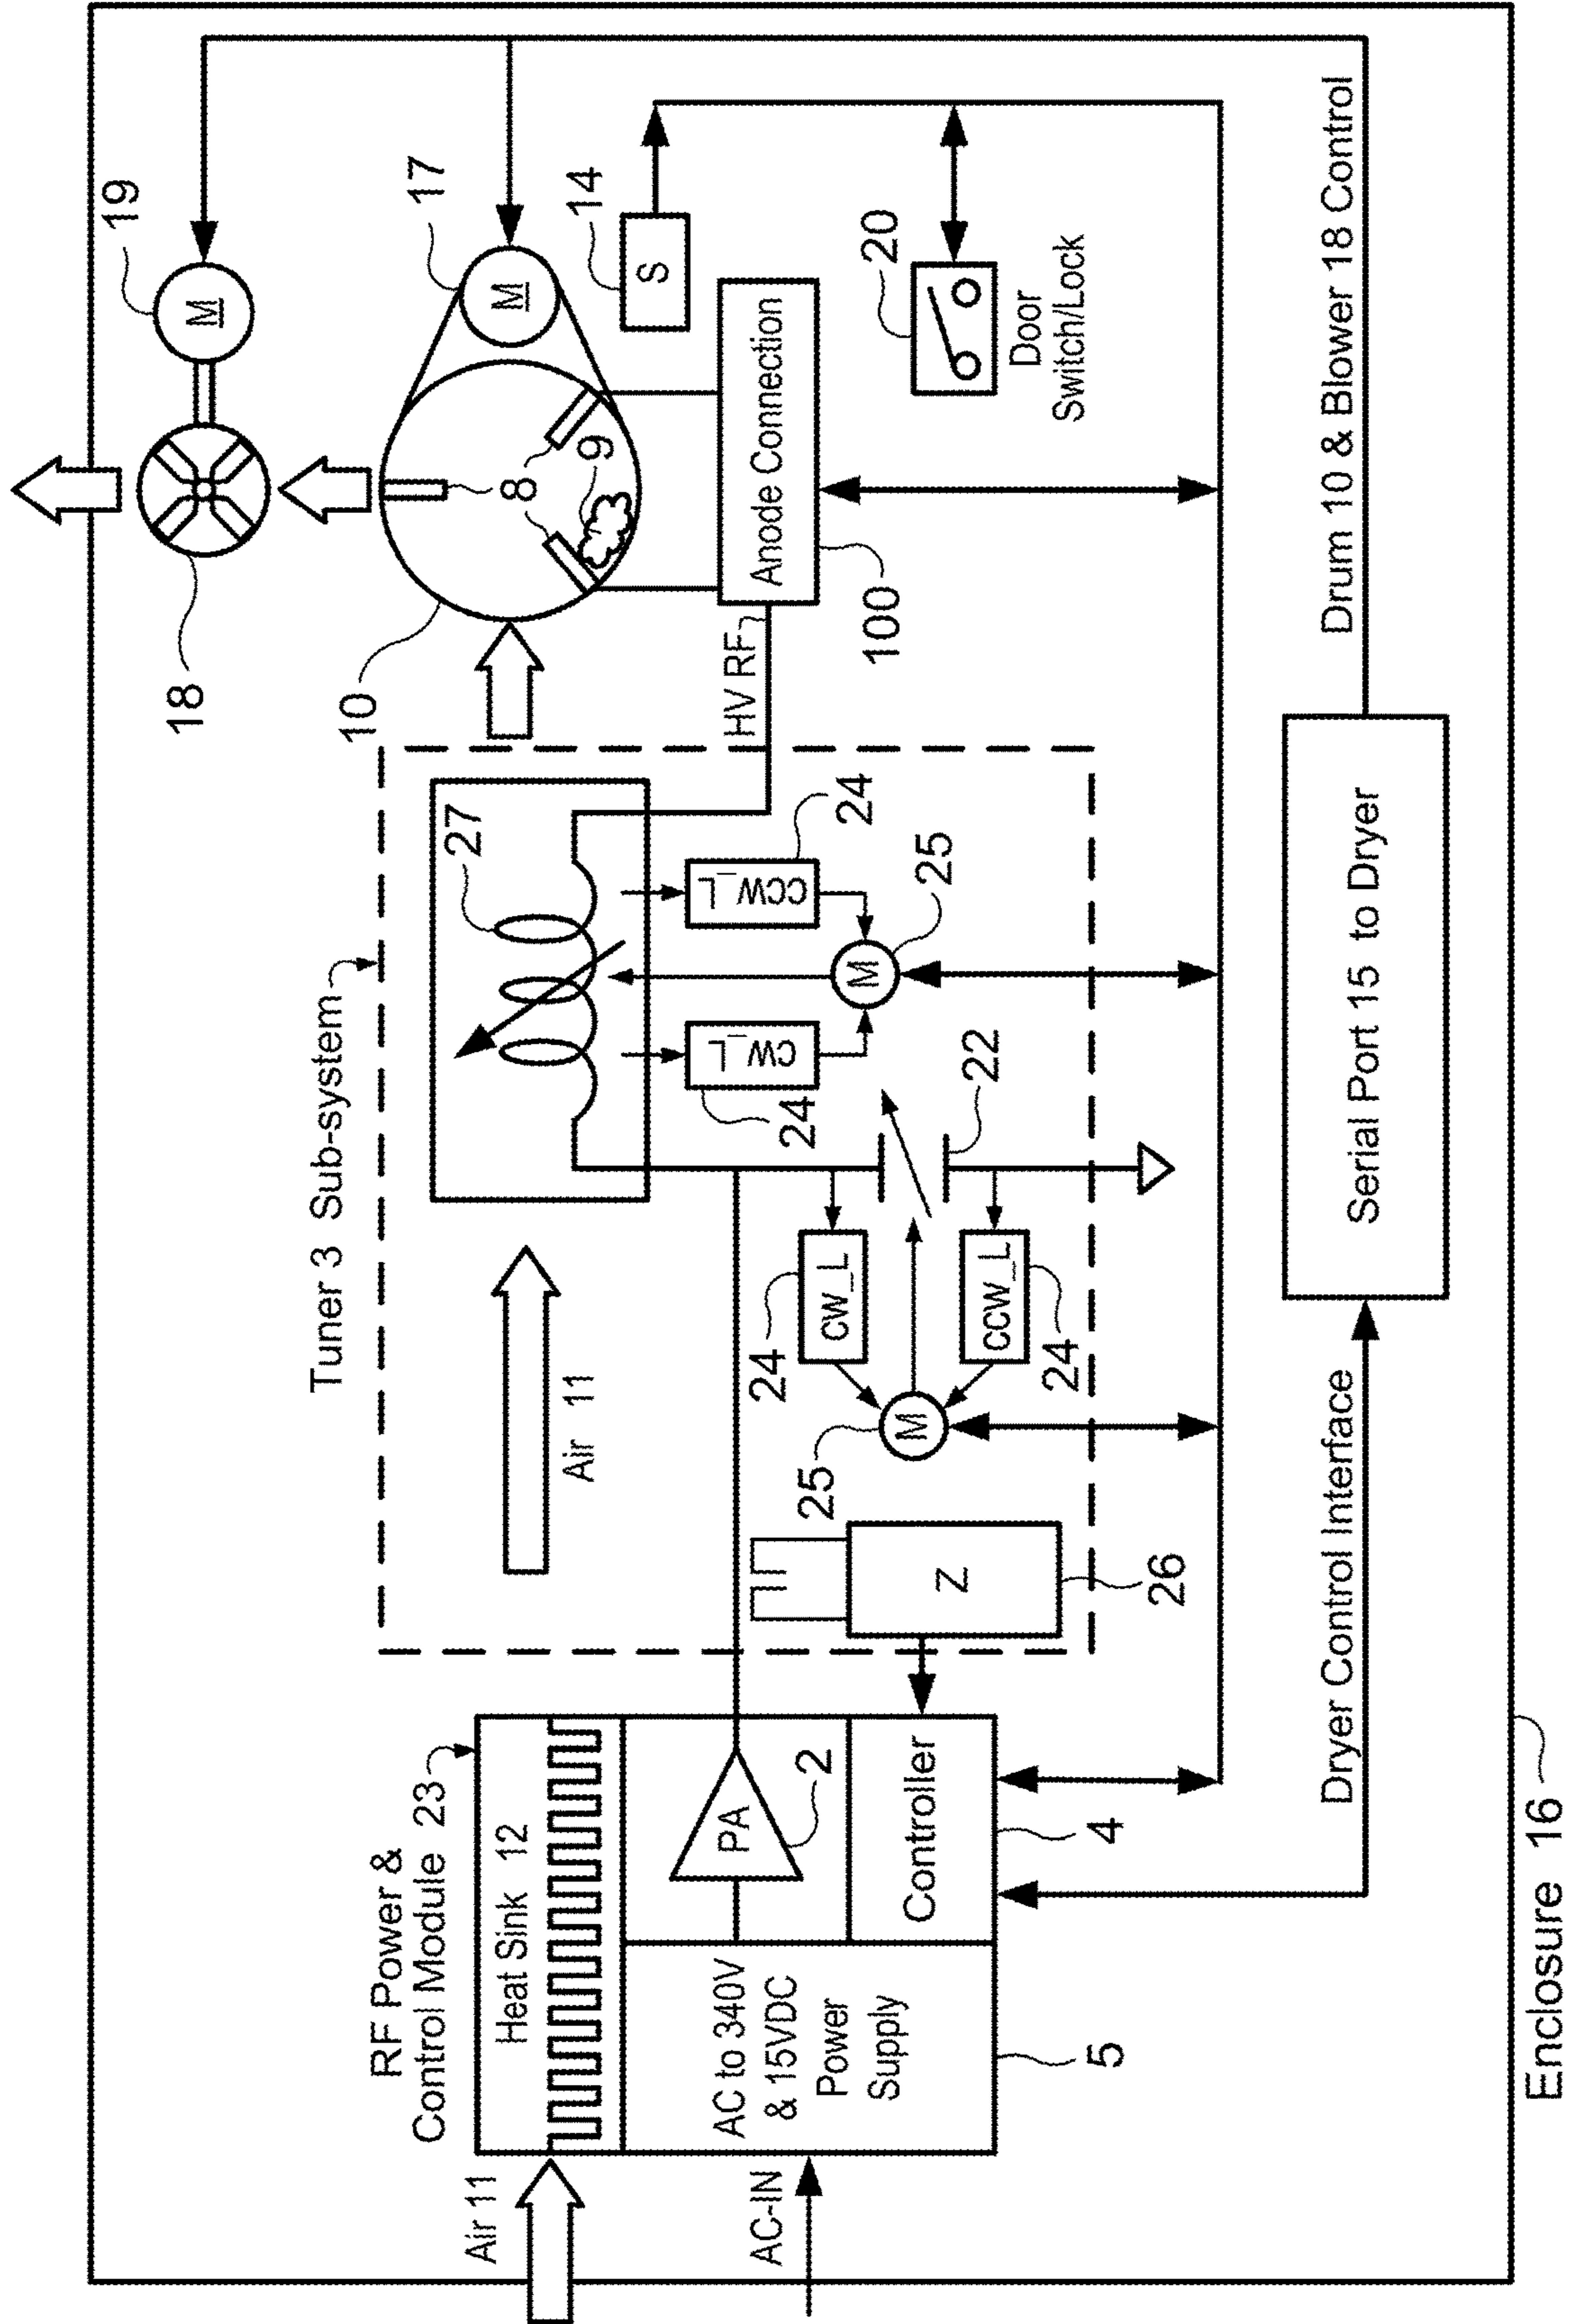 19
M
18
17
M
10
8
9
14
S
Anode Connection
100
HV RF
20
Door
Switch/Lock
Tuner 3 Sub-system
27
24
CCW_L
24
CW_L
25
M
22
Air 11
24
CW_L
CCW_L
24
25
M
Z
26
RF Power &
Control Module 23
Heat Sink 12
Air 11
AC-IN
AC to 340V
& 15VDC
Power
Supply
5
PA
2
Controller
4
Drum 10 & Blower 18 Control
Serial Port 15 to Dryer
Dryer Control Interface
Enclosure 16